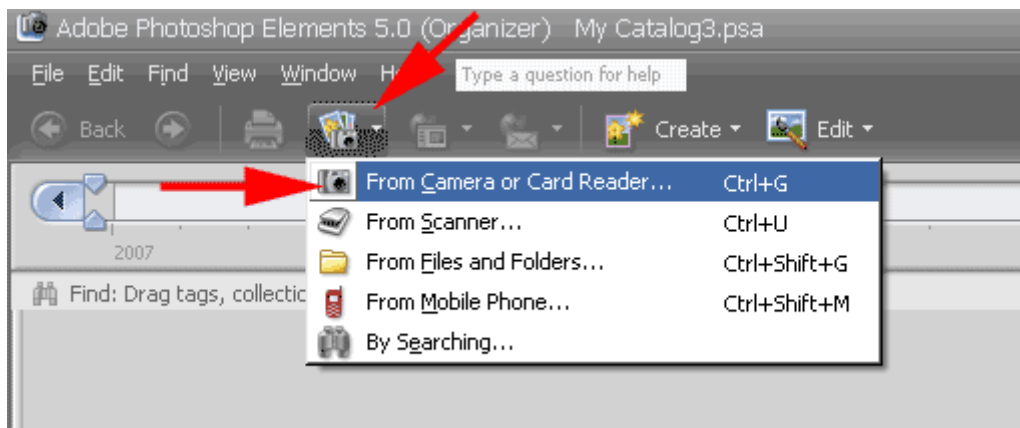 Adobe Photoshop Elements 5.0 (Organizer) My Catalog3.psa
File Edit Find View Window Type a question for help
Back Create Edit
From Camera or Card Reader... Ctrl+G
From Scanner... Ctrl+U
2007
From Files and Folders... Ctrl+Shift+G
Find: Drag tags,
From Mobile Phone... Ctrl+Shift+M
By Searching...